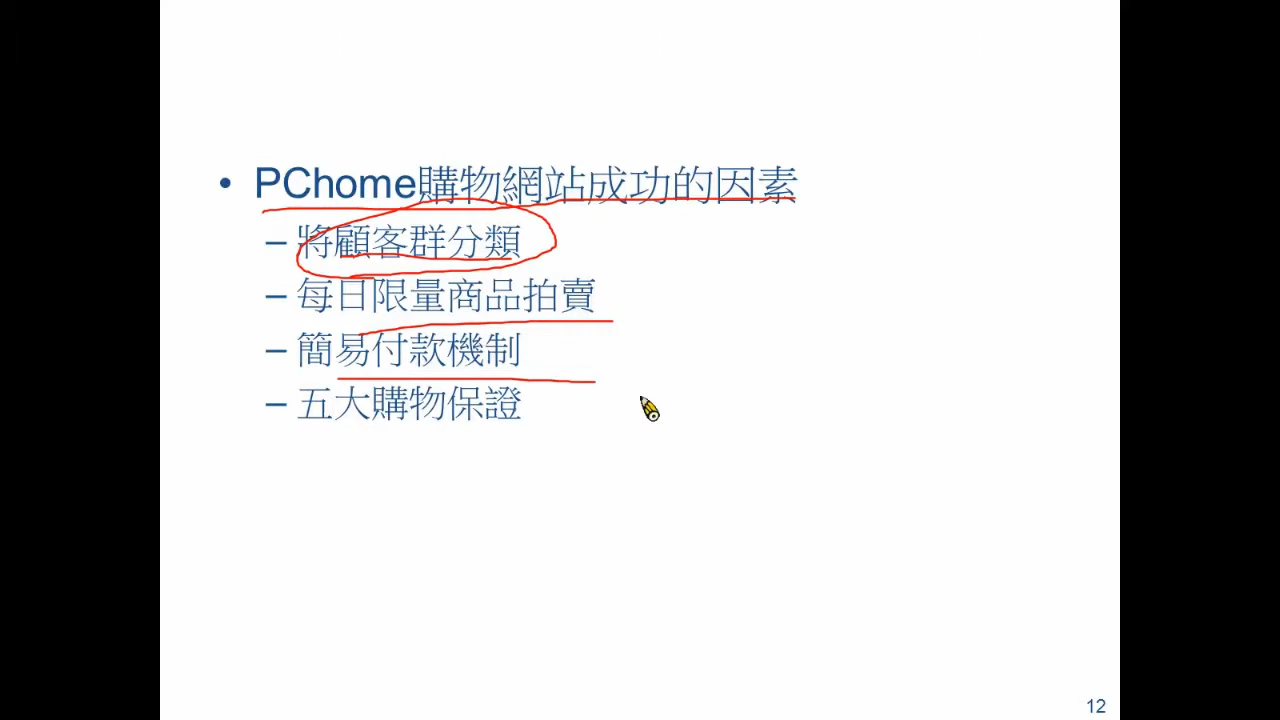 • PChome購物網站成功的因素
– 將顧客群分類
– 每日限量商品拍賣
– 簡易付款機制
– 五大購物保證
12